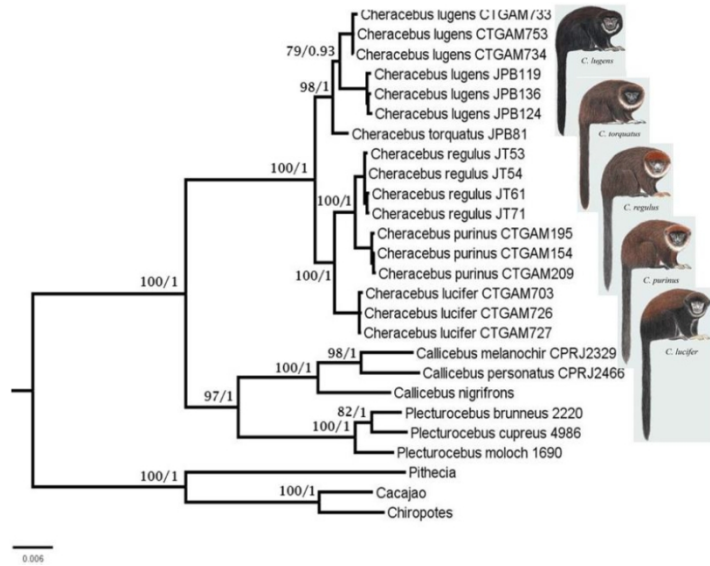 Cheracebus lugens CTGAM733
Cheracebus lugens CTGAM753
79/0.93
Cheracebus lugens CTGAM734
Cheracebus lugens JPB119
98/1
Cheracebus lugens JPB136
Cheracebus lugens JPB124
Cheracebus torquatus JPB81
Cheracebus regulus JT53
100/1
Cheracebus regulus JT54
100/1
Cheracebus regulus JT61
Cheracebus regulus JT71
Cheracebus purinus CTGAM195
Cheracebus purinus CTGAM154
100/1
Cheracebus purinus CTGAM209
100/1
Cheracebus lucifer CTGAM703
Cheracebus lucifer CTGAM726
Cheracebus lucifer CTGAM727
98/1
Callicebus melanochir CPRJ2329
100/1
Callicebus personatus CPRJ2466
97/1
Callicebus nigrifrons
82/1
Plecturocebus brunneus 2220
100/1
Plecturocebus cupreus 4986
Plecturocebus moloch 1690
100/1
Pithecia
100/1
Cacajao
Chiropotes
0.006
C. lugens
C. torquatus
C. regulus
C. purinus
C. lucifer